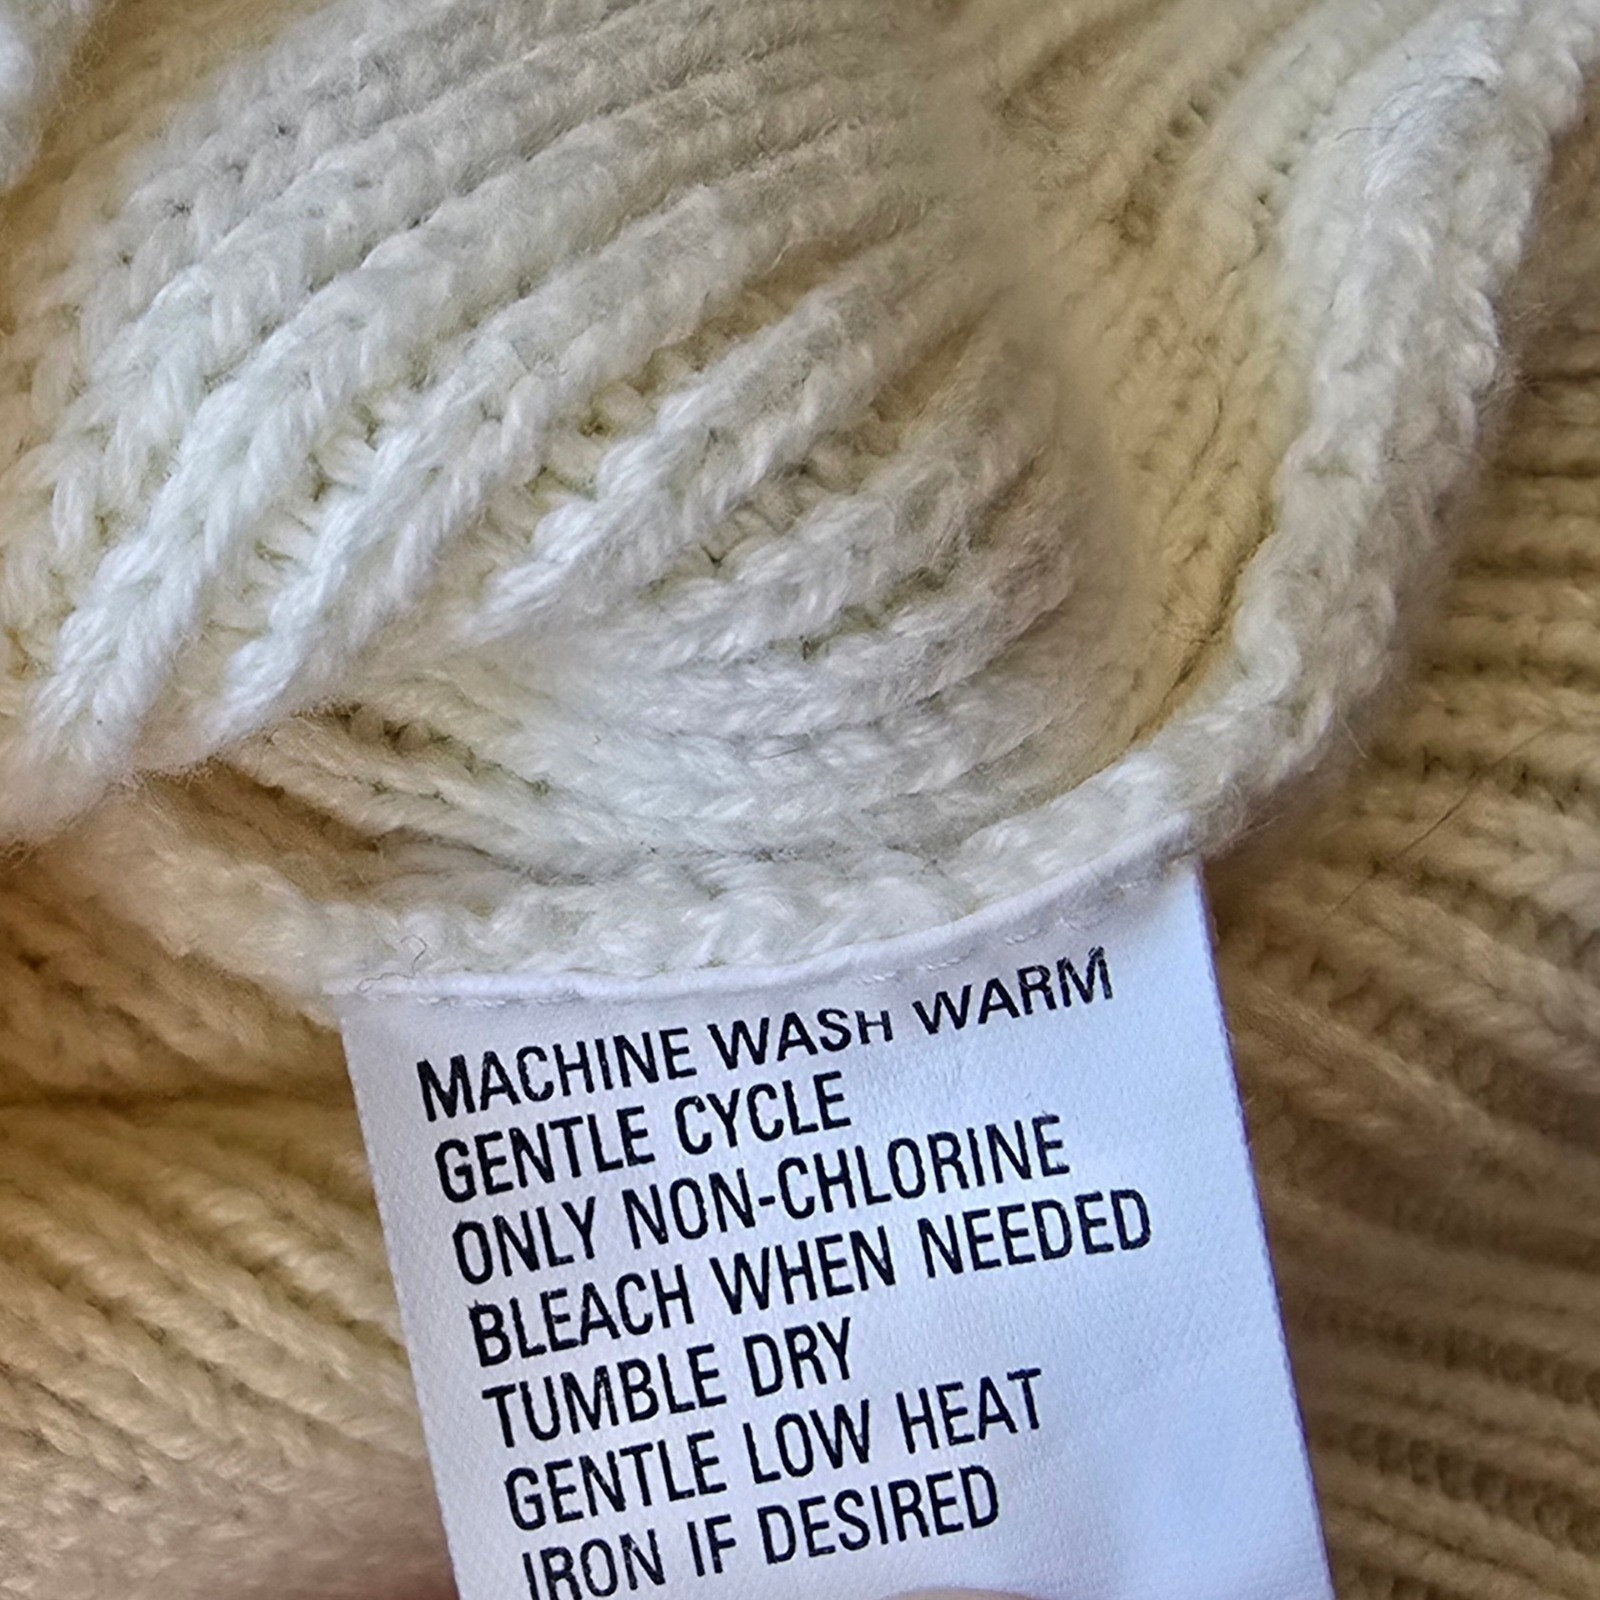 MACHINE WASH WARM
GENTLE CYCLE
ONLY NON-CHLORINE
BLEACH WHEN NEEDED
TUMBLE DRY
GENTLE LOW HEAT
IRON IF DESIRED